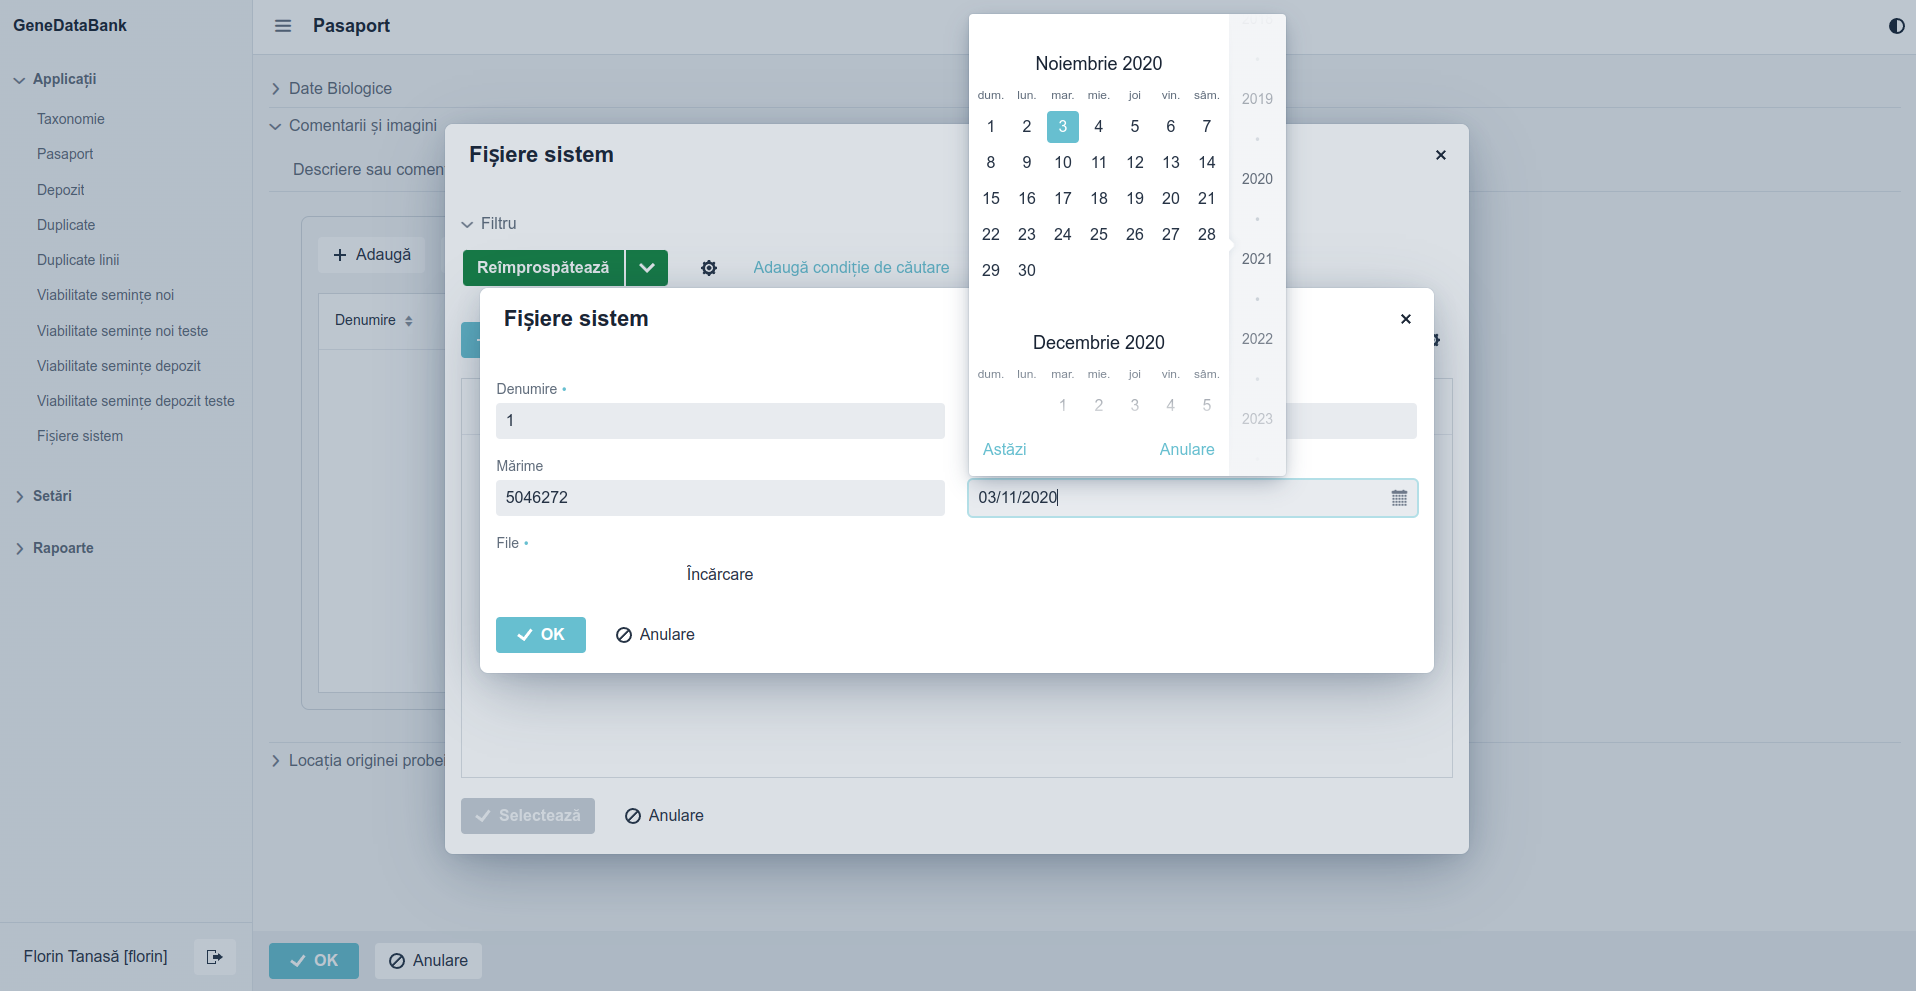 GeneDataBank
Applicații
Taxonomie
Pasaport
Depozit
Duplicate
Duplicate linii
Viabilitate semințe noi
Viabilitate semințe noi teste
Viabilitate semințe depozit
Viabilitate semințe depozit teste
Fișiere sistem
Setări
Rapoarte
Florin Tanasă [florin]
Pasaport
Date Biologice
Comentarii și imagini
Descriere sau comen
Adaugă
Denumire
Locația originei probei
OK
Anulare
Fișiere sistem
Filtru
Reîmprospătează
Adaugă condiție de căutare
Selectează
Anulare
Fișiere sistem
Denumire •
1
Mărime
5046272
03/11/2020
File •
Încărcare
OK
Anulare
Noiembrie 2020
dum. lun. mar. mie. joi vin. sâm.
1 2 3 4 5 6 7
8 9 10 11 12 13 14
15 16 17 18 19 20 21
22 23 24 25 26 27 28
29 30
Decembrie 2020
dum. lun. mar. mie. joi vin. sâm.
1 2 3 4 5
Astăzi Anulare
2018
2019
2020
2021
2022
2023